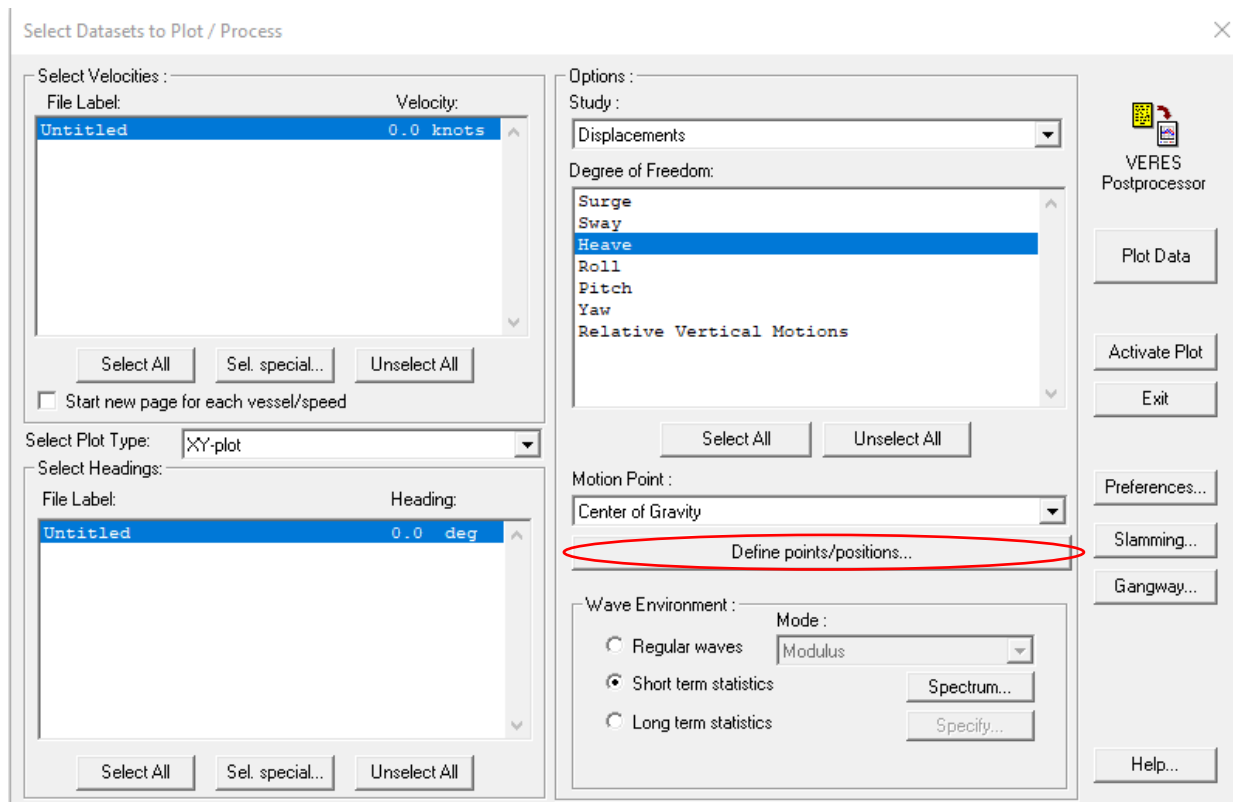 Select Datasets to Plot / Process
Select Velocities :
File Label: Velocity:
Untitled 0.0 knots
Select All Sel. special... Unselect All
Start new page for each vessel/speed
Select Plot Type: XY-plot
Select Headings:
File Label: Heading:
Untitled 0.0 deg
Select All Sel. special... Unselect All
Options :
Study :
Displacements
Degree of Freedom:
Surge
Sway
Heave
Roll
Pitch
Yaw
Relative Vertical Motions
Select All Unselect All
Motion Point :
Center of Gravity
Define points/positions...
Wave Environment :
Mode :
Regular waves Modulus
Short term statistics Spectrum...
Long term statistics Specify...
VERES
Postprocessor
Plot Data
Activate Plot
Exit
Preferences...
Slamming...
Gangway...
Help...